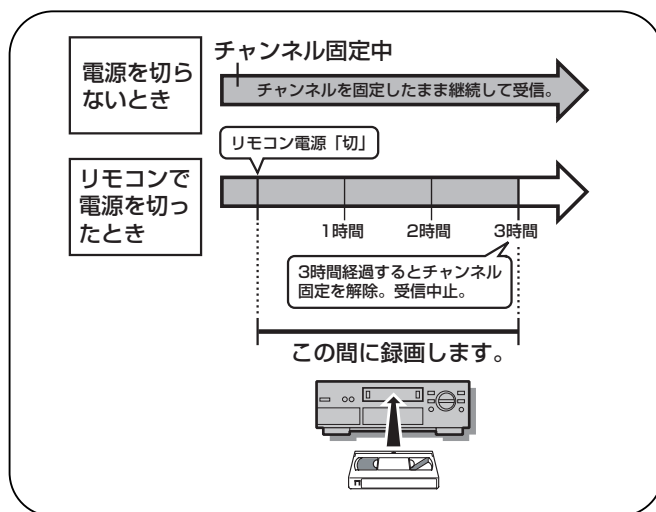 電源を切ら
ないとき
チャンネル固定中
チャンネルを固定したまま継続して受信。
リモコン電源「切」
リモコンで
電源を切っ
たとき
1時間
2時間
3時間
3時間経過するとチャンネル
固定を解除。受信中止。
この間に録画します。